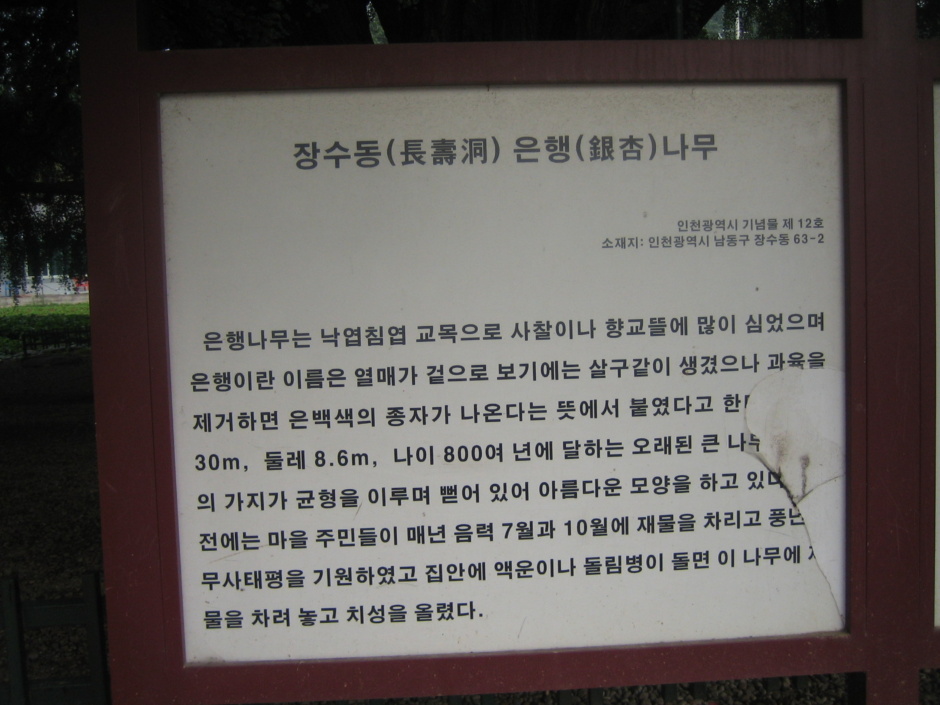 장수동(長壽洞) 은행(銀杏)나무
인천광역시 기념물 제 12호
소재지: 인천광역시 남동구 장수동 63-2
은행나무는 낙엽침엽 교목으로 사찰이나 향교뜰에 많이 심었으며
은행이란 이름은 열매가 겉으로 보기에는 살구같이 생겼으나 과육을
제거하면 은백색의 종자가 나온다는 뜻에서 붙였다고
30m, 둘레 8.6m, 나이 800여 년에 달하는 오래된 큰
의 가지가 균형을 이루며 뻗어 있어 아름다운 모양을 하고
전에는 마을 주민들이 매년 음력 7월과 10월에 재물을 차리고
무사태평을 기원하였고 집안에 액운이나 돌림병이 돌면 이 나무에
물을 차려 놓고 치성을 올렸다.